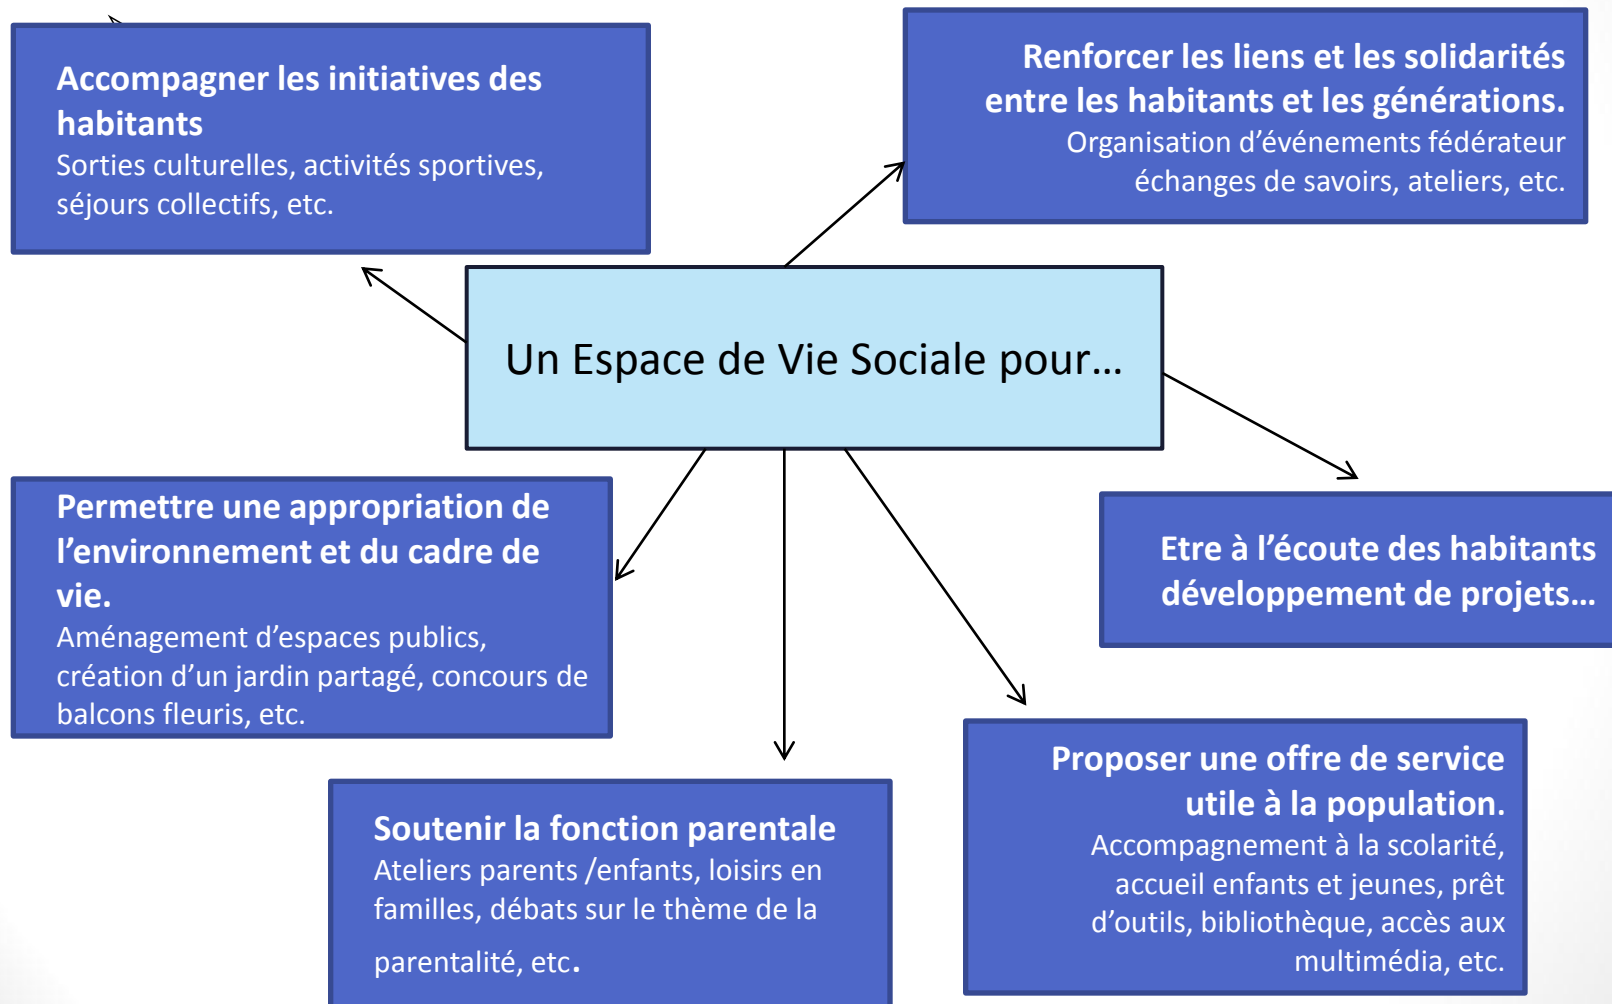 Accompagner les initiatives des
habitants
Sorties culturelles, activités sportives,
séjours collectifs, etc.
Renforcer les liens et les solidarités
entre les habitants et les générations.
Organisation d’événements fédérateur
échanges de savoirs, ateliers, etc.
Un Espace de Vie Sociale pour…
Permettre une appropriation de
l’environnement et du cadre de
vie.
Aménagement d’espaces publics,
création d’un jardin partagé, concours de
balcons fleuris, etc.
Etre à l’écoute des habitants
développement de projets…
Soutenir la fonction parentale
Ateliers parents /enfants, loisirs en
familles, débats sur le thème de la
parentalité, etc.
Proposer une offre de service
utile à la population.
Accompagnement à la scolarité,
accueil enfants et jeunes, prêt
d’outils, bibliothèque, accès aux
multimédia, etc.